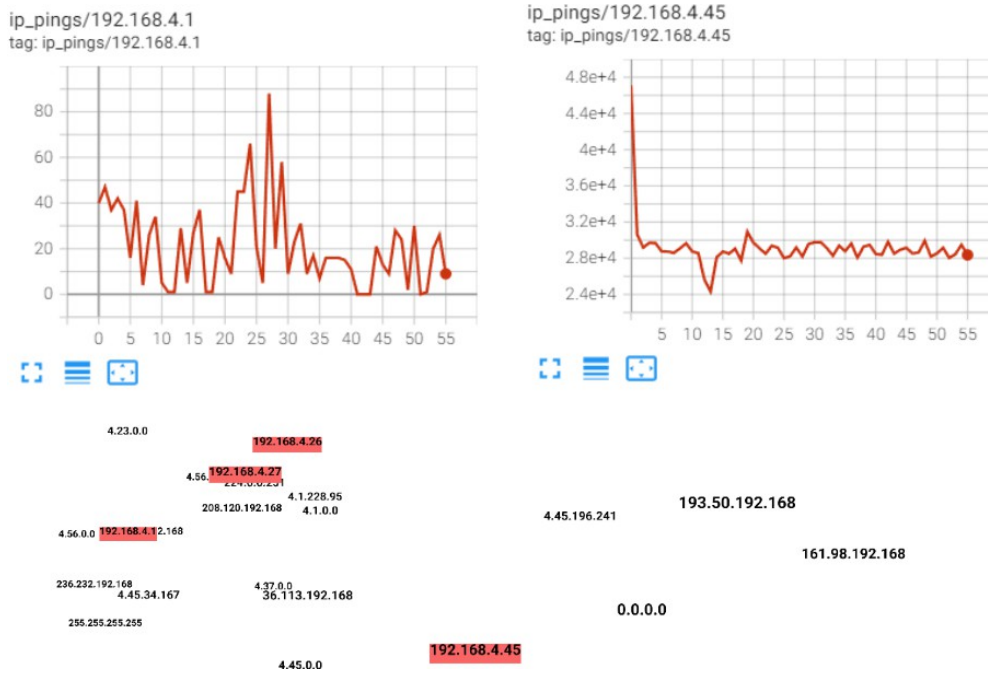 ip_pings/192.168.4.1
tag: ip_pings/192.168.4.1
80
60
40
20
0
0 5 10 15 20 25 30 35 40 45 50 55
ip_pings/192.168.4.45
tag: ip_pings/192.168.4.45
4.8e+4
4.4e+4
4e+4
3.6e+4
3.2e+4
2.8e+4
2.4e+4
5 10 15 20 25 30 35 40 45 50 55
4.23.0.0
192.168.4.26
4.56. 192.168.4.27
4.1.228.95
208.120.192.168
4.1.0.0
4.56.0.0 192.168.4.12.168
236.232.192.168
4.37.0.0
4.45.34.167
36.113.192.168
255.255.255.255
192.168.4.45
4.45.0.0
193.50.192.168
4.45.196.241
161.98.192.168
0.0.0.0